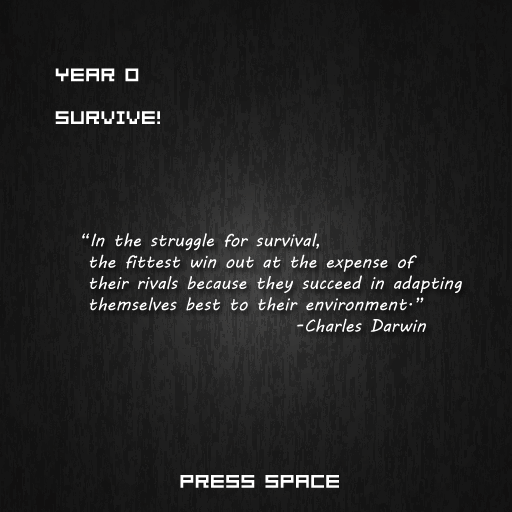 YEAR 0
SURVIVE!
“In the struggle for survival,
the fittest win out at the expense of
their rivals because they succeed in adapting
themselves best to their environment.”
-Charles Darwin
PRESS SPACE